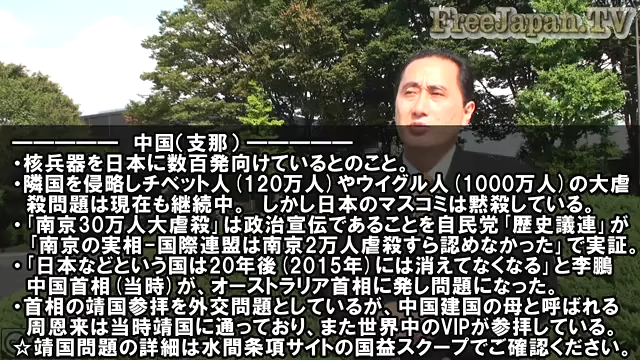 FreeJapan.TV
―――――　中国(支那)　―――――
・核兵器を日本に数百発向けているとのこと。
・隣国を侵略しチベット人(120万人)やウイグル人(1000万人)の大虐
殺問題は現在も継続中。　しかし日本のマスコミは黙殺している。
・「南京30万人大虐殺」は政治宣伝であることを自民党「歴史議連」が
「南京の実相-国際連盟は南京2万人虐殺すら認めなかった」で実証。
・「日本などという国は20年後(2015年)には消えてなくなる」と李鵬
中国首相(当時)が、オーストラリア首相に発し問題になった。
・首相の靖国参拝を外交問題としているが、中国建国の母と呼ばれる
周恩来は当時靖国に通っており、また世界中のVIPが参拝している。
☆靖国問題の詳細は水間条項サイトの国益スクープでご確認ください。